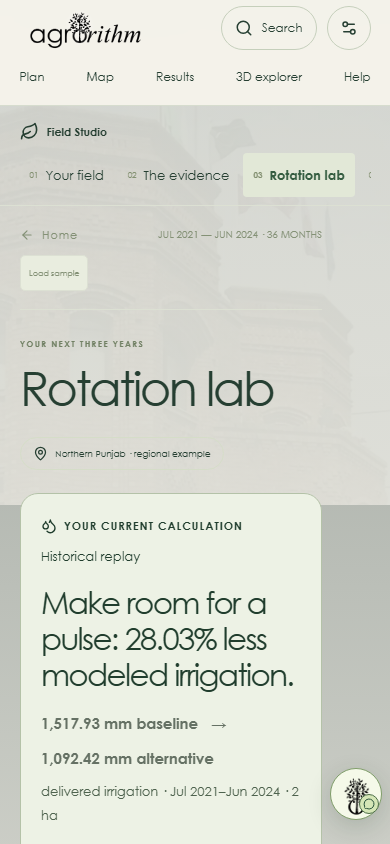 agrorithm
Search
Plan
Map
Results
3D explorer
Help
Field Studio
01 Your field
02 The evidence
03 Rotation lab
← Home
JUL 2021 — JUN 2024 · 36 MONTHS
Load sample
YOUR NEXT THREE YEARS
Rotation lab
Northern Punjab · regional example
YOUR CURRENT CALCULATION
Historical replay
Make room for a
pulse: 28.03% less
modeled irrigation.
1,517.93 mm baseline →
1,092.42 mm alternative
delivered irrigation · Jul 2021–Jun 2024 · 2
ha